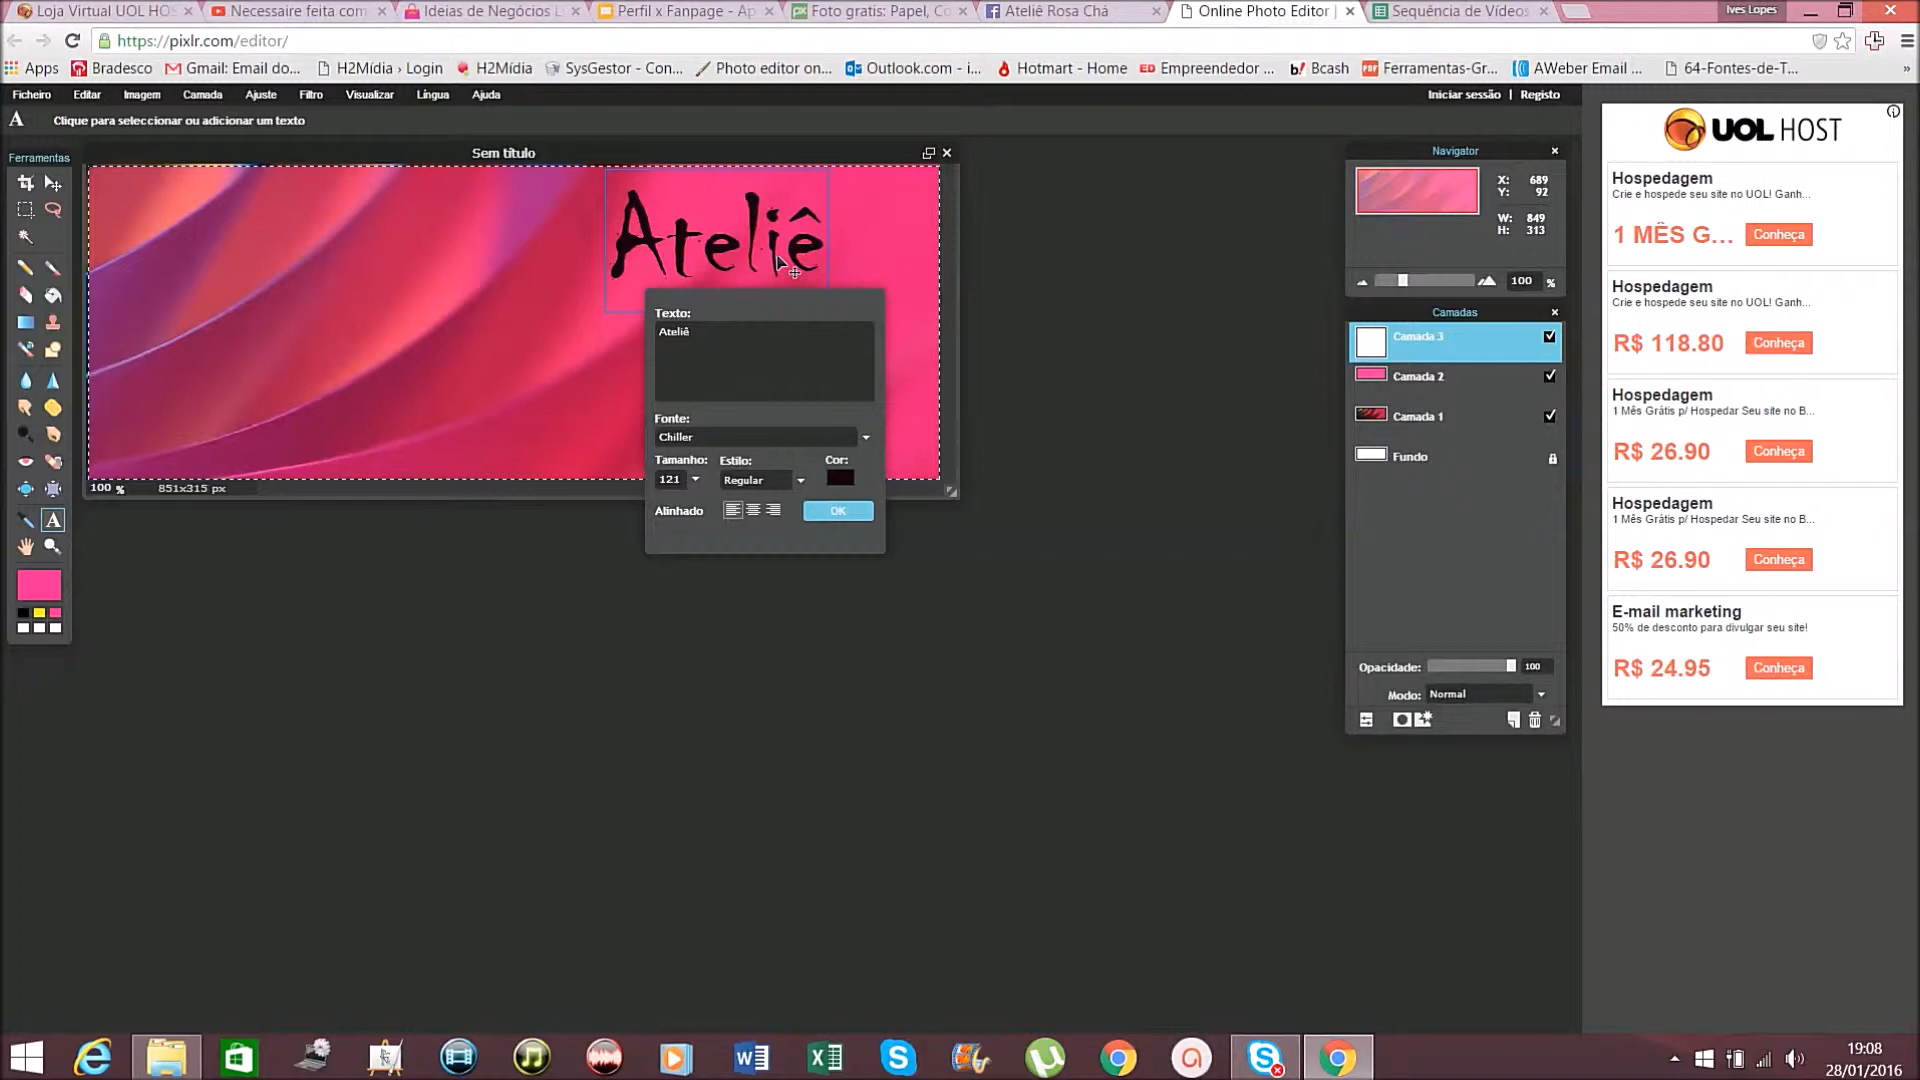 Loja Virtual UOL HOS
Necessaire feita com
Ideias de Negócios L
Perfil x Fanpage - Ap
Foto gratis: Papel, Co
Ateliê Rosa Chá
Online Photo Editor
Sequência de Vídeos
Ives Lopes
https://pixlr.com/editor/
Apps
Bradesco
Gmail: Email do...
H2Mídia › Login
H2Mídia
SysGestor - Con...
Photo editor on...
Outlook.com - i...
Hotmart - Home
Empreendedor ...
Bcash
Ferramentas-Gr...
AWeber Email ...
64-Fontes-de-T...
Ficheiro
Editar
Imagem
Camada
Ajuste
Filtro
Visualizar
Língua
Ajuda
Iniciar sessão | Registo
A
Clique para seleccionar ou adicionar um texto
Ferramentas
Sem título
Ateliê
100 %
851x315 px
Texto:
Ateliê
Fonte:
Chiller
Tamanho:
Estilo:
Cor:
121
Regular
Alinhado
OK
Navigator
X: 689
Y: 92
W: 849
H: 313
100 %
Camadas
Camada 3
Camada 2
Camada 1
Fundo
Opacidade:
100
Modo: Normal
UOL HOST
Hospedagem
Crie e hospede seu site no UOL! Ganh...
1 MÊS G...
Conheça
Hospedagem
Crie e hospede seu site no UOL! Ganh...
R$ 118.80
Conheça
Hospedagem
1 Mês Grátis p/ Hospedar Seu site no B...
R$ 26.90
Conheça
Hospedagem
1 Mês Grátis p/ Hospedar Seu site no B...
R$ 26.90
Conheça
E-mail marketing
50% de desconto para divulgar seu site!
R$ 24.95
Conheça
19:08
28/01/2016